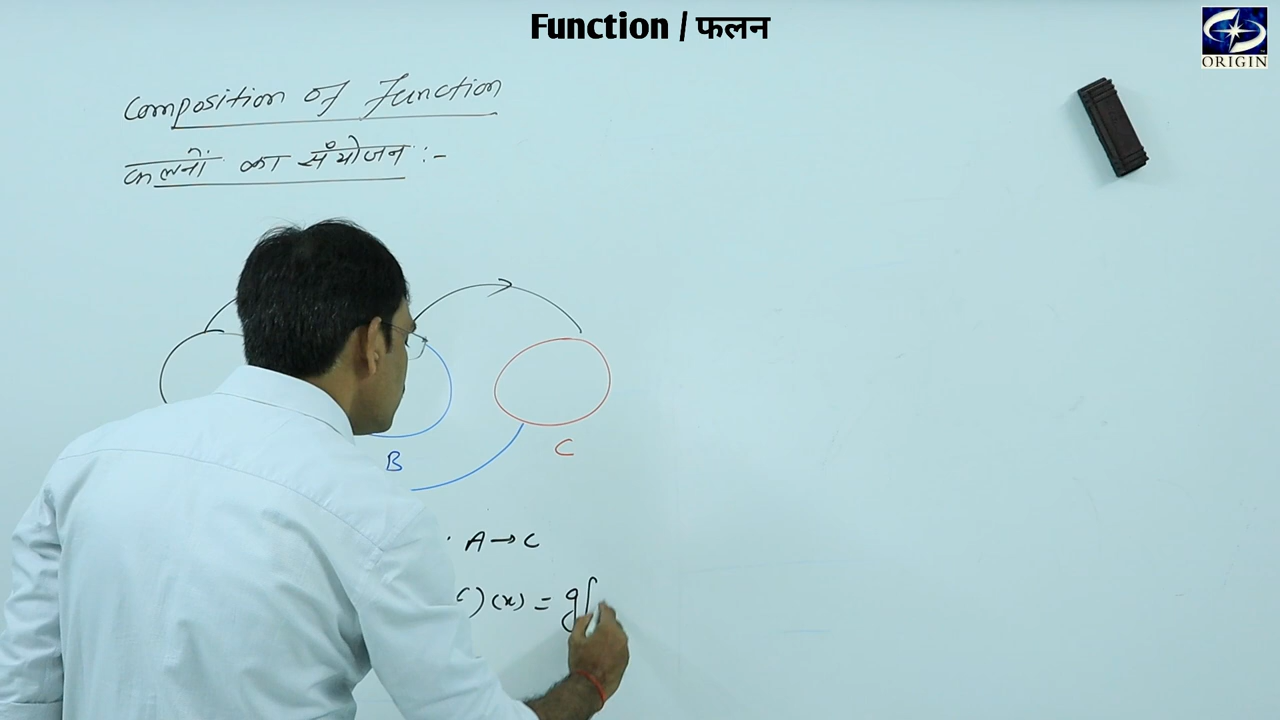 Function / फलन
ORIGIN
Composition of Function
फलनों का संयोजन :-
B
C
A → C
)(x) = g[